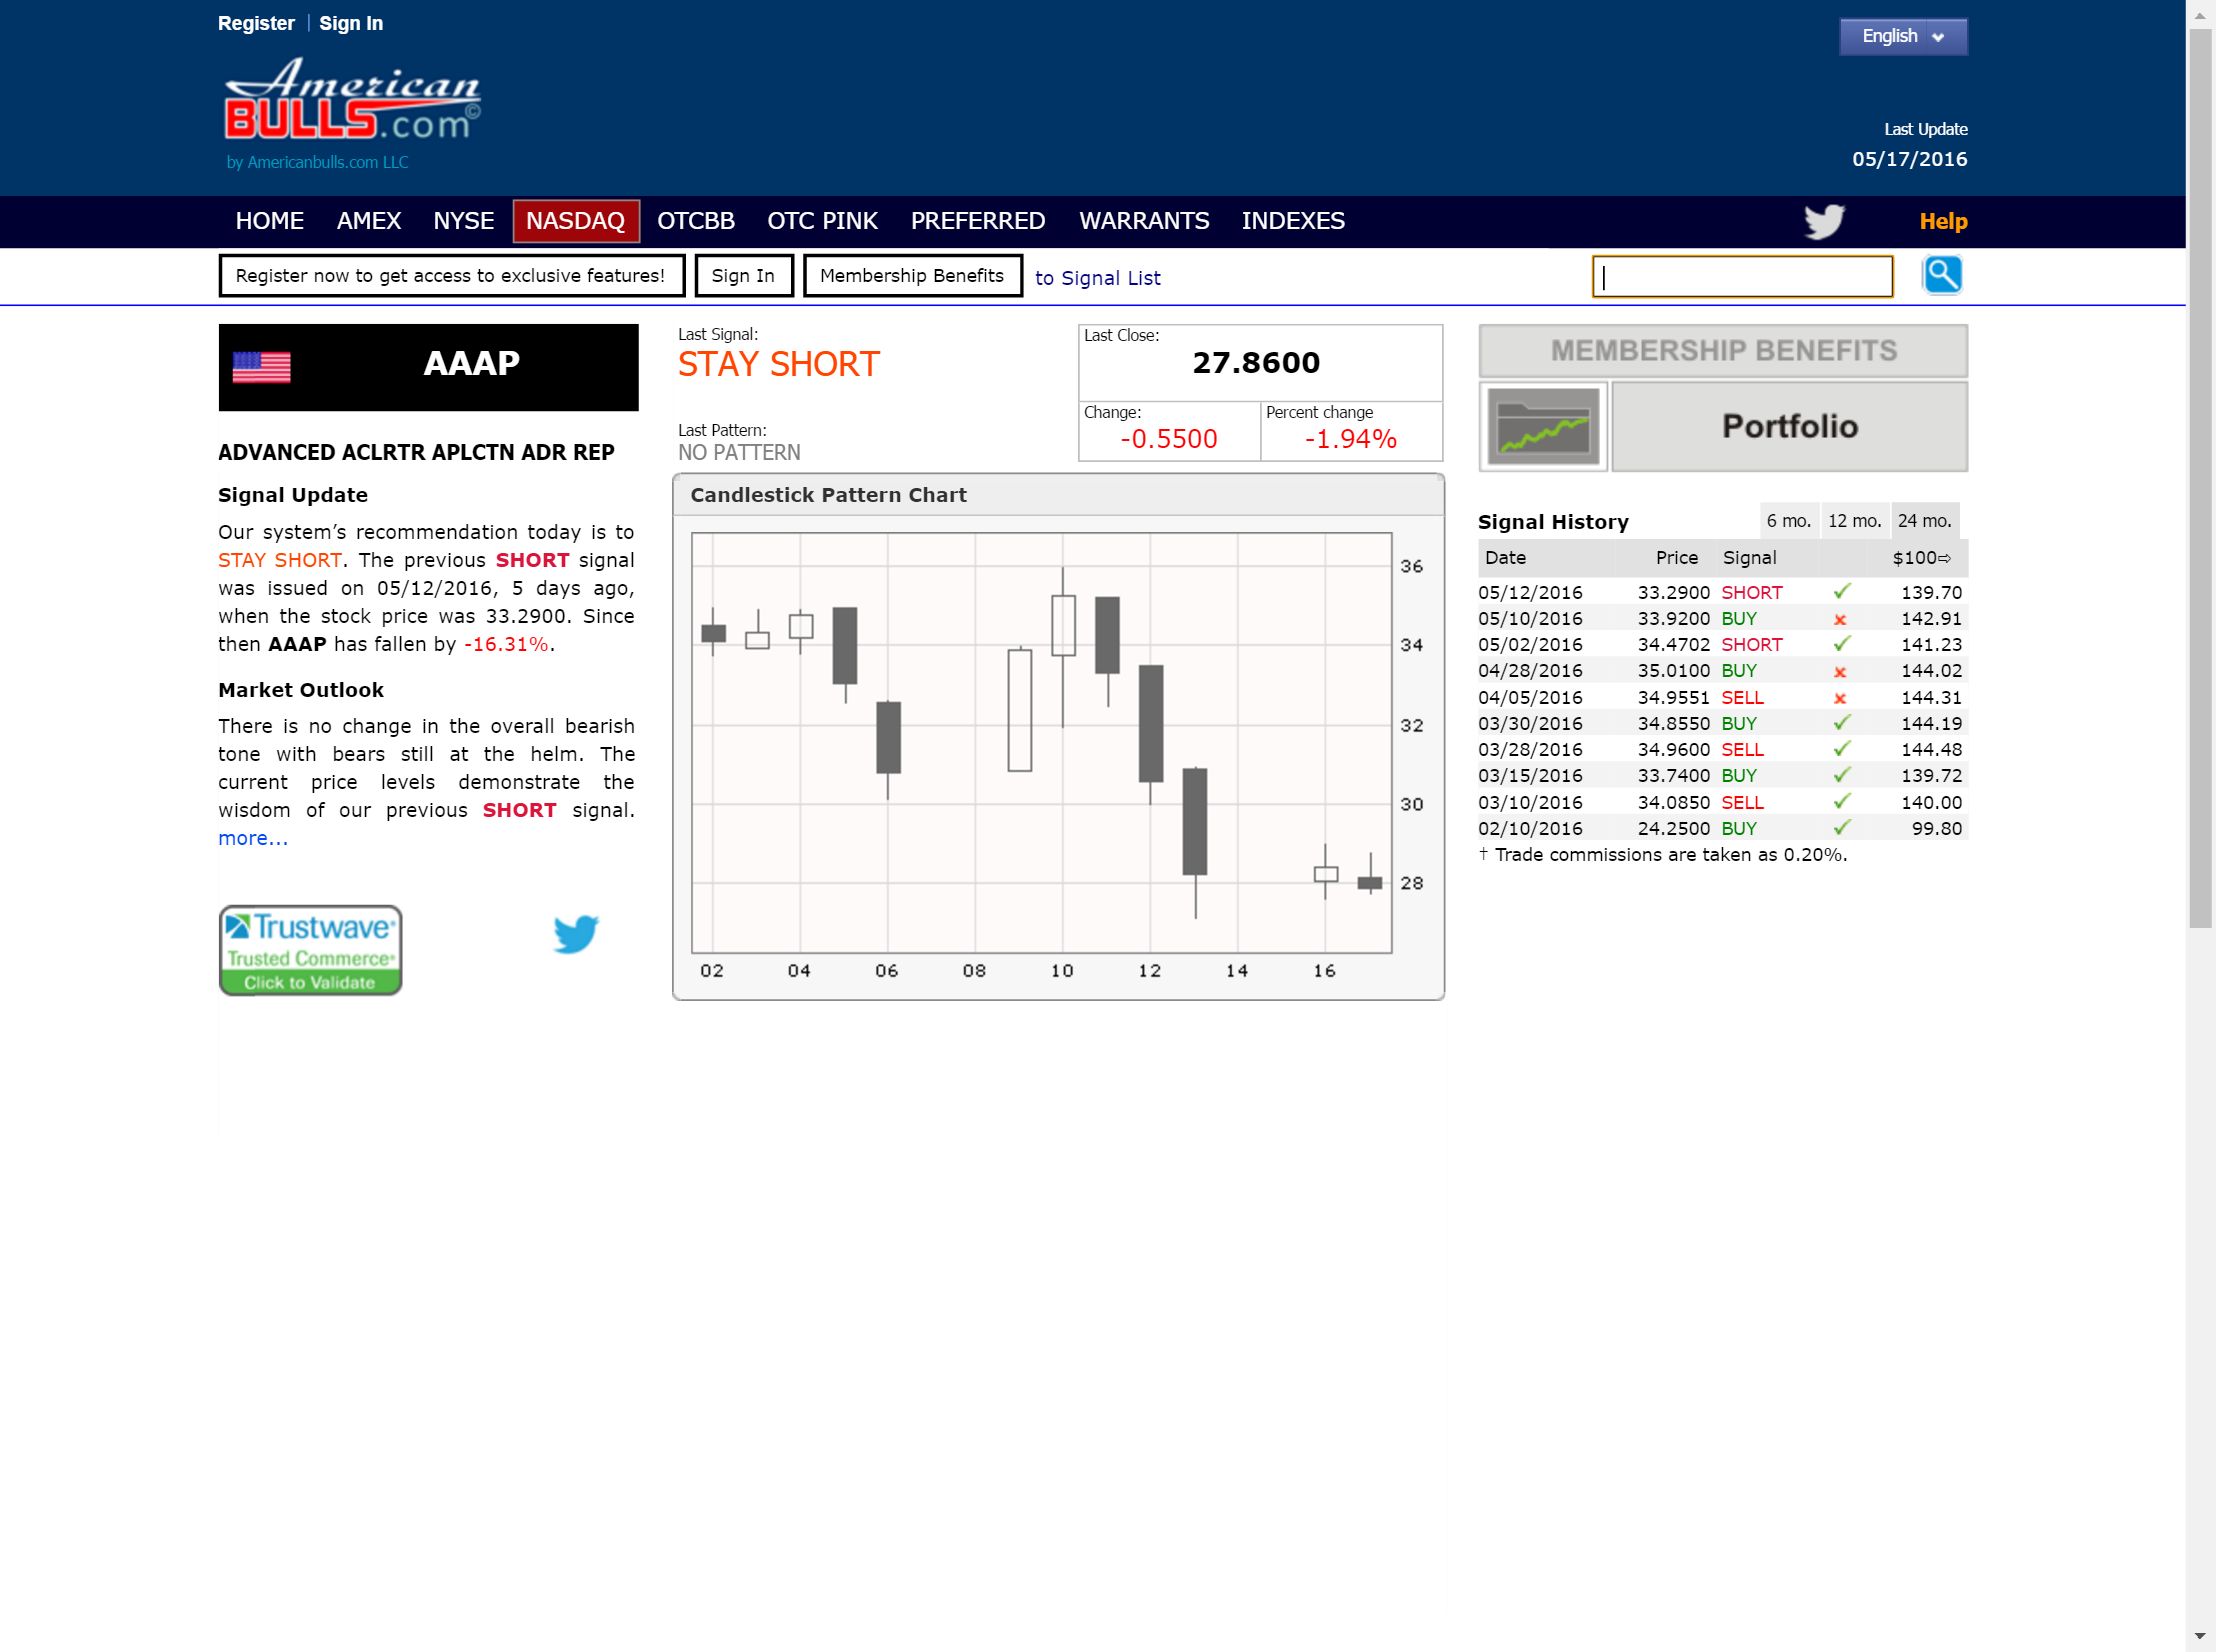 Register | Sign In
English
American
BULLS.com©
by Americanbulls.com LLC
Last Update
05/17/2016
HOME AMEX NYSE NASDAQ OTCBB OTC PINK PREFERRED WARRANTS INDEXES Help
Register now to get access to exclusive features! Sign In Membership Benefits to Signal List
AAAP
ADVANCED ACLRTR APLCTN ADR REP
Signal Update
Our system’s recommendation today is to
STAY SHORT. The previous SHORT signal
was issued on 05/12/2016, 5 days ago,
when the stock price was 33.2900. Since
then AAAP has fallen by -16.31%.
Market Outlook
There is no change in the overall bearish
tone with bears still at the helm. The
current price levels demonstrate the
wisdom of our previous SHORT signal.
more...
Trustwave®
Trusted Commerce®
Click to Validate
Last Signal:
STAY SHORT
Last Pattern:
NO PATTERN
Last Close:
27.8600
Change:
-0.5500
Percent change
-1.94%
Candlestick Pattern Chart
36
34
32
30
28
02 04 06 08 10 12 14 16
MEMBERSHIP BENEFITS
Portfolio
Signal History 6 mo. 12 mo. 24 mo.
Date Price Signal $100⇨
05/12/2016 33.2900 SHORT 139.70
05/10/2016 33.9200 BUY 142.91
05/02/2016 34.4702 SHORT 141.23
04/28/2016 35.0100 BUY 144.02
04/05/2016 34.9551 SELL 144.31
03/30/2016 34.8550 BUY 144.19
03/28/2016 34.9600 SELL 144.48
03/15/2016 33.7400 BUY 139.72
03/10/2016 34.0850 SELL 140.00
02/10/2016 24.2500 BUY 99.80
† Trade commissions are taken as 0.20%.